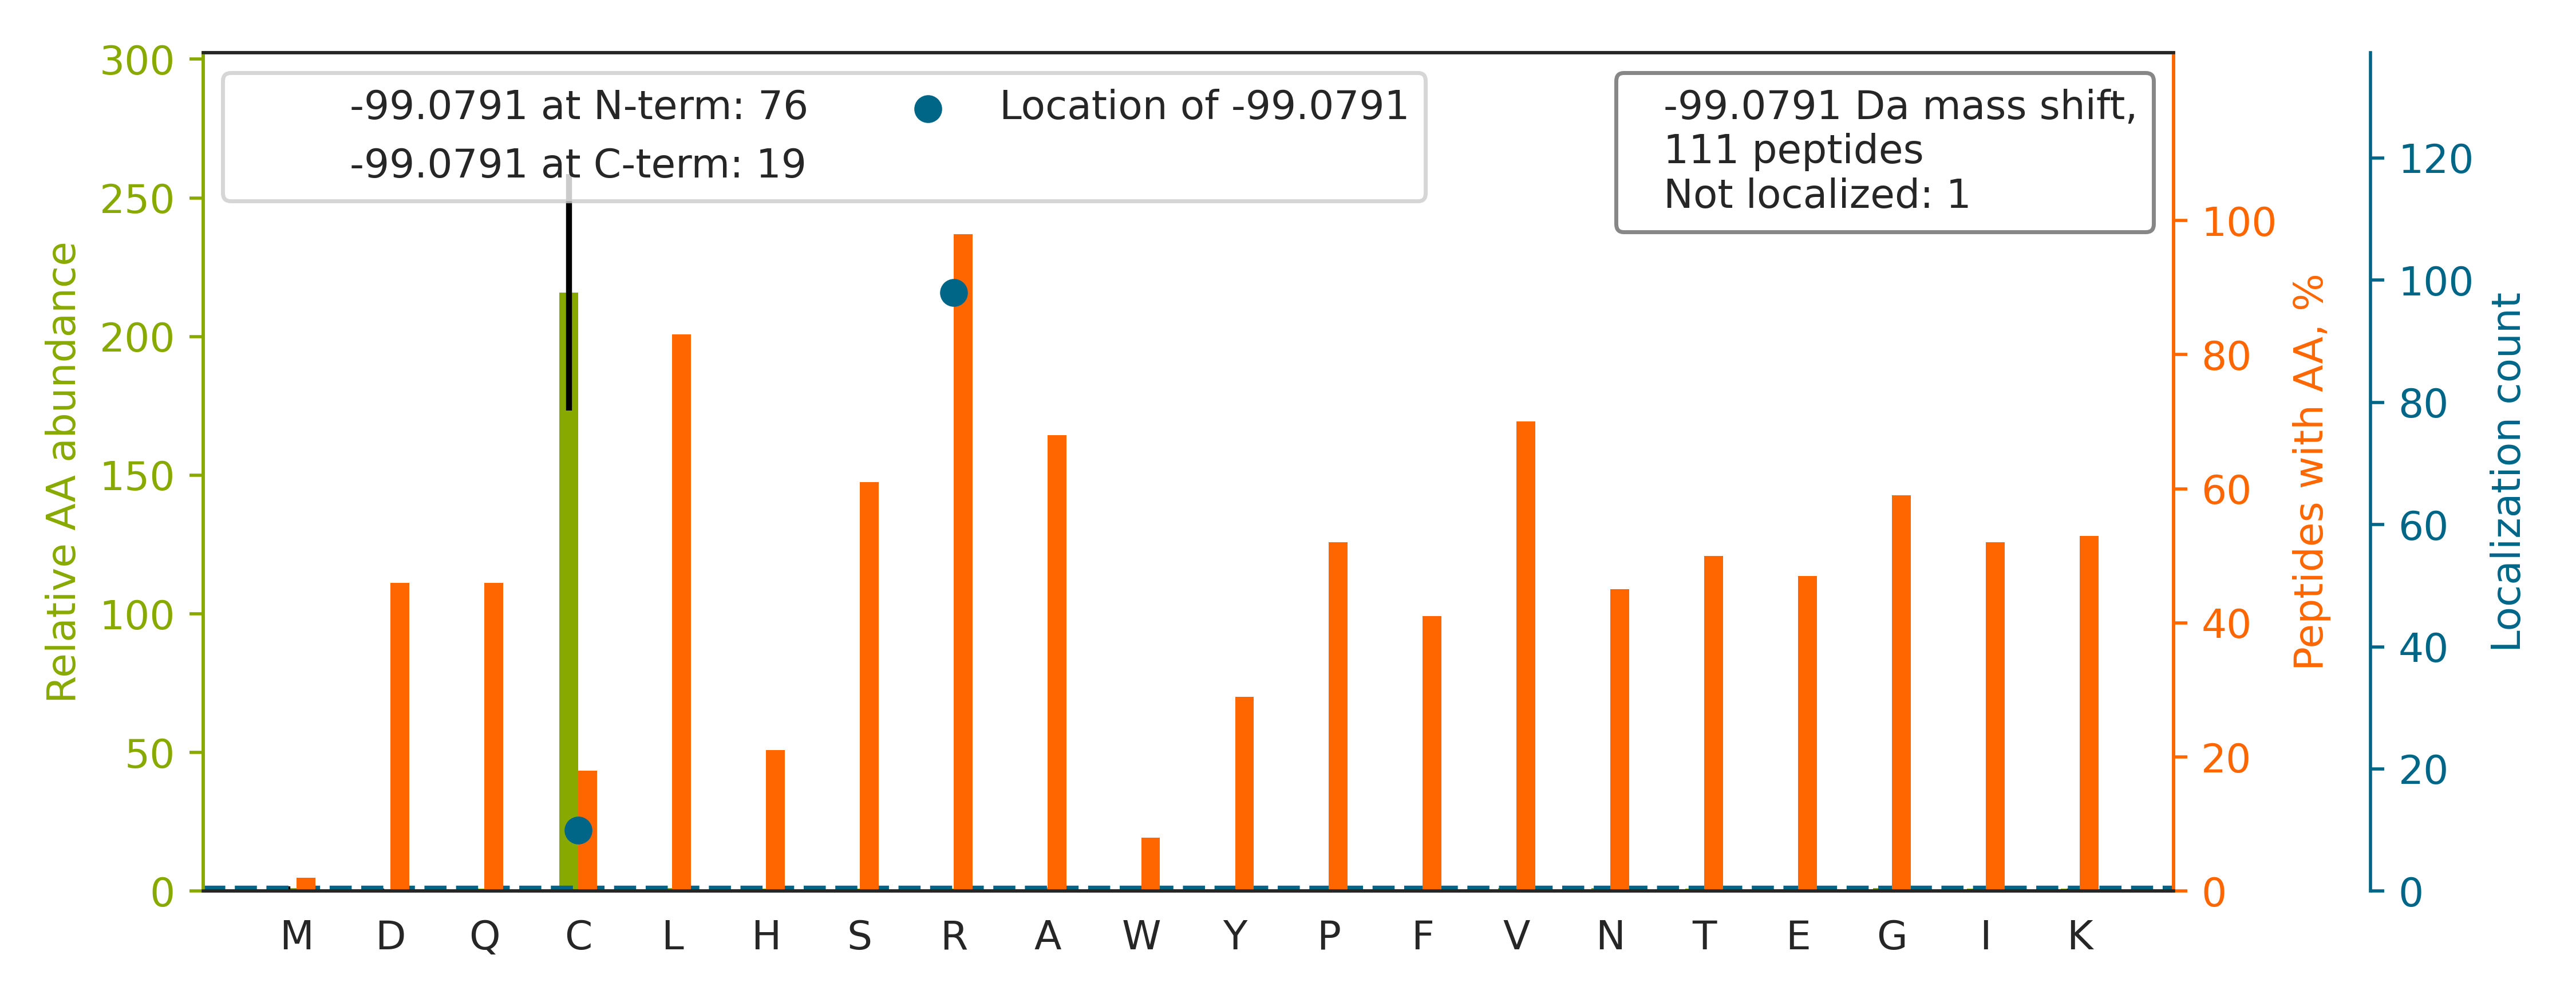 -99.0791 at N-term: 76
-99.0791 at C-term: 19
Location of -99.0791
-99.0791 Da mass shift,
111 peptides
Not localized: 1
Relative AA abundance
300
250
200
150
100
50
0
M D Q C L H S R A W Y P F V N T E G I K
100
80
60
40
20
0
Peptides with AA, %
120
100
80
60
40
20
0
Localization count